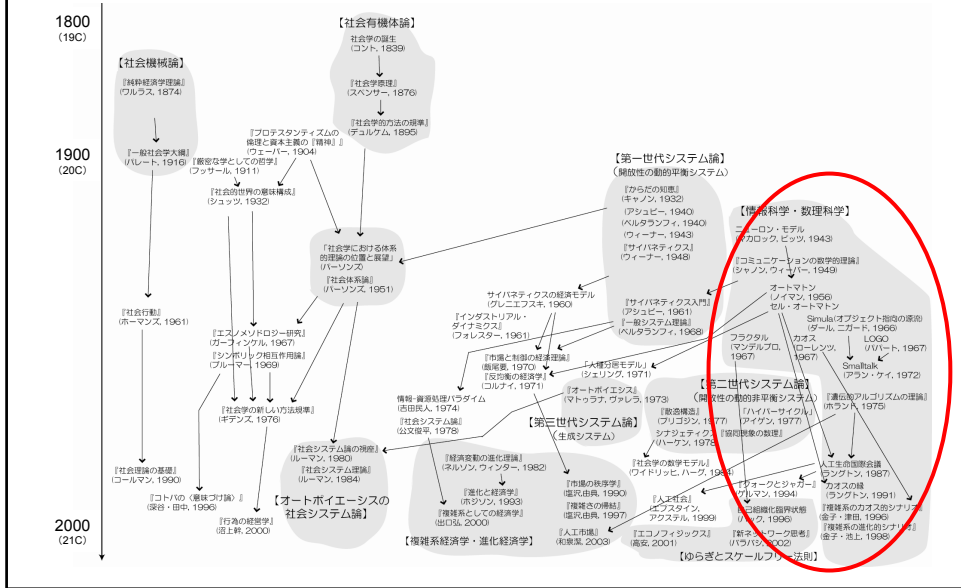 1800
(19C)
1900
(20C)
2000
(21C)
【社会機械論】
『純粋経済学理論』
(ワルラス, 1874)
『一般社会学大綱』
(パレート, 1916)
『社会行動』
(ホーマンズ, 1961)
『社会理論の基礎』
(コールマン, 1990)
【社会有機体論】
社会学の誕生
(コント, 1839)
『社会学原理』
(スペンサー, 1876)
『社会学的方法の規準』
(デュルケム, 1895)
『プロテスタンティズムの
倫理と資本主義の『精神』』
(ウェーバー, 1904)
『厳密な学としての哲学』
(フッサール, 1911)
『社会的世界の意味構成』
(シュッツ, 1932)
「社会学における体系
的理論の位置と展望」
(パーソンズ)
『社会体系論』
(パーソンズ, 1951)
『エスノメソドロジー研究』
(ガーフィンケル, 1967)
『シンボリック相互作用論』
(ブルーマー, 1969)
『社会学の新しい方法規準』
(ギデンズ, 1976)
『コトバの〈意味づけ論〉』
(深谷・田中, 1996)
『行為の経営学』
(沼上幹, 2000)
『社会システム論の視座』
(ルーマン, 1980)
『社会システム理論』
(ルーマン, 1984)
【オートポイエーシスの
社会システム論】
【第一世代システム論】
(開放性の動的平衡システム)
『からだの知恵』
(キャノン, 1932)
(アシュビー, 1940)
(ベルタランフィ, 1940)
(ウィーナー, 1943)
『サイバネティクス』
(ウィーナー, 1948)
サイバネティクスの経済モデル
(グレニエフスキ, 60)
『インダストリアル・
ダイナミクス』
(フォレスター, 1961)
『サイバネティクス入門』
(アシュビー, 1961)
『一般システム理論』
(ベルタランフィ, 1968)
『市場と制御の経済理論』
(飯尾要, 1970)
『反均衡の経済学』
(コルナイ, 1971)
「人種分居モデル」
(シェリング, 1971)
情報-資源処理パラダイム
(吉田民人, 1974)
『社会システム論』
(公文俊平, 1978)
『オートポイエシス』
(マトゥラナ, ヴァレラ, 1973)
【第三世代システム論】
(生成システム)
【第二世代システム論】
(開放性の動的非平衡システム)
『散逸構造』
(プリゴジン, 1977)
「ハイパーサイクル」
(アイゲン, 1977)
シナジェティクス 『協同現象の数理』
(ハーケン, 1978)
『社会学の数学モデル』
(ワイドリッヒ, ハーグ, 1984)
『経済変動の進化理論』
(ネルソン, ウィンター, 1982)
『進化と経済学』
(ホジソン, 1993)
『複雑系としての経済学』
(出口弘, 2000)
『市場の秩序学』
(塩沢由典, 1990)
『複雑さの帰結』
(塩沢由典, 1997)
『人工市場』
(和泉潔, 2003)
【複雑系経済学・進化経済学】
【情報科学・数理科学】
ニューロン・モデル
(マカロック, ピッツ, 1943)
『コミュニケーションの数学的理論』
(シャノン, ウィーバー, 1949)
オートマトン
(ノイマン, 1956)
セル・オートマトン
Simula(オブジェクト指向の源流)
(ダール, ニガード, 1966)
フラクタル
(マンデルブロ,
1967)
カオス
(ローレンツ,
1967)
LOGO
(パパート, 1967)
Smalltalk
(アラン・ケイ, 1972)
『遺伝的アルゴリズムの理論』
(ホランド, 1975)
人工生命国際会議
(ラングトン, 1987)
カオスの縁
(ラングトン, 1991)
『クォークとジャガー』
(ゲルマン, 1994)
『人工社会』
(エプスタイン,
アクステル, 1999)
自己組織化臨界状態
(バック, 1996)
『複雑系のカオス的シナリオ』
(金子・津田, 1996)
『複雑系の進化的シナリオ』
(金子・池上, 1998)
『エコノフィジックス』
(高安, 2001)
『新ネットワーク思考』
(バラバシ, 2002)
【ゆらぎとスケールフリー法則】